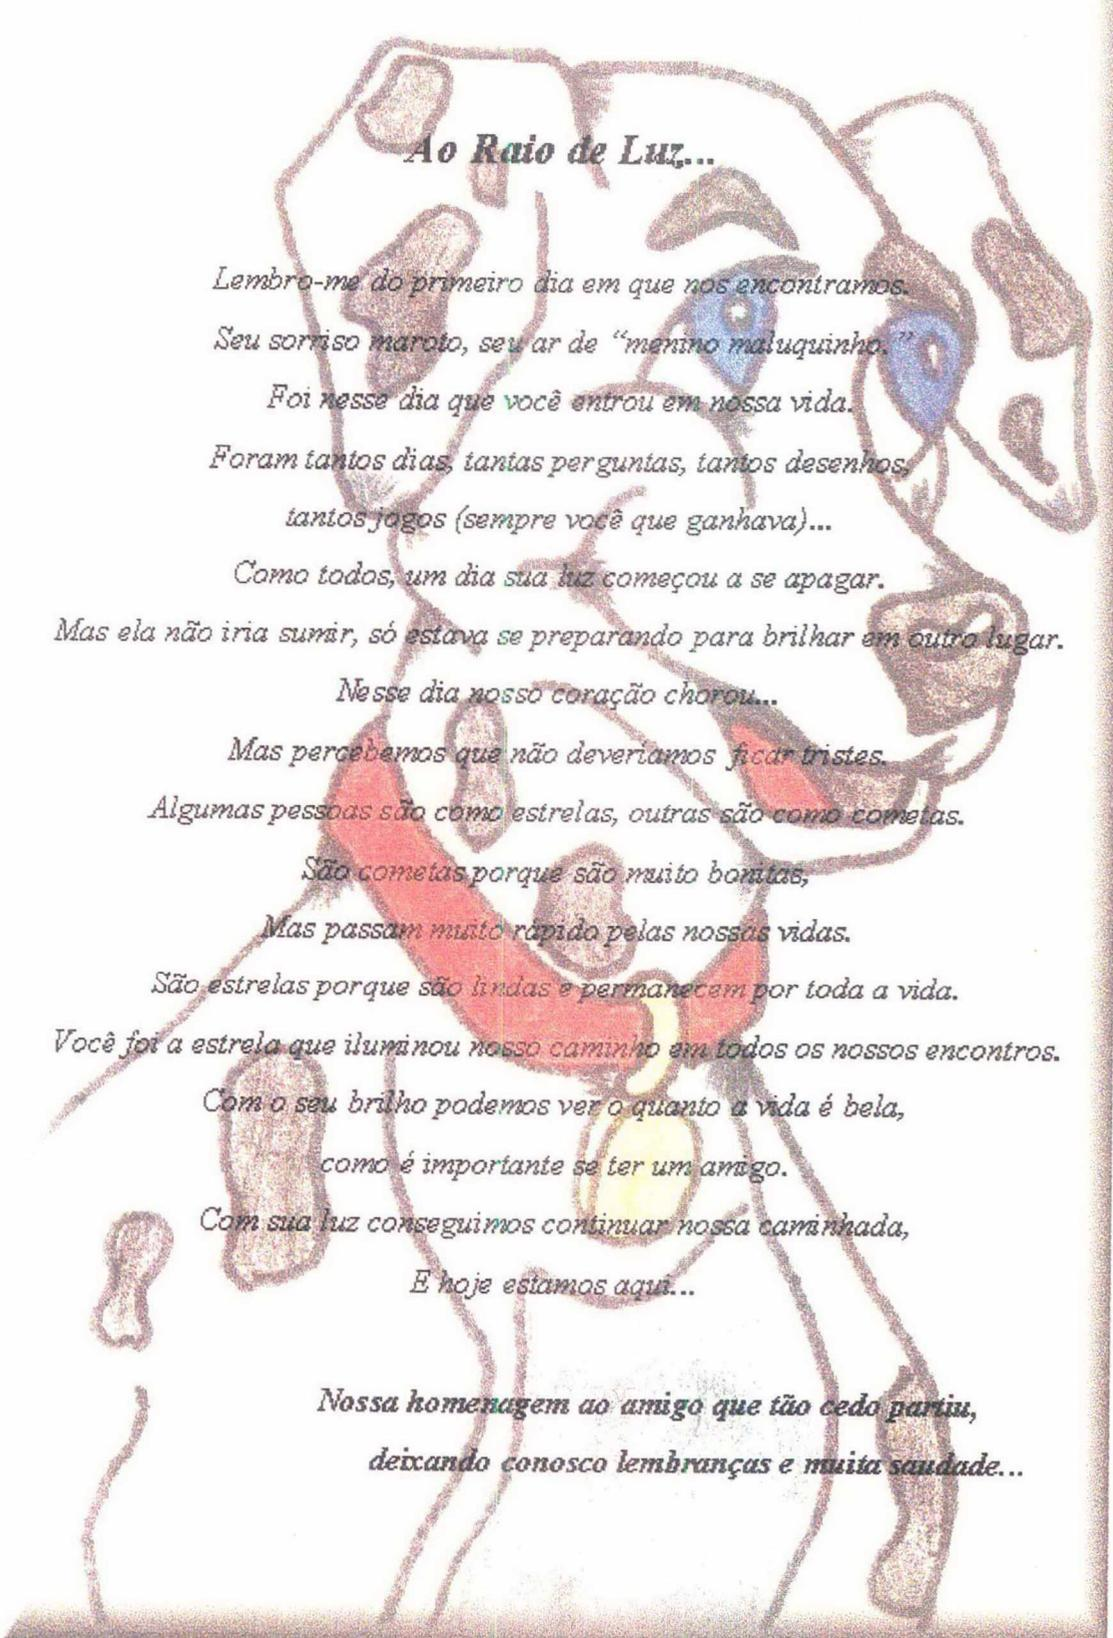 Ao Raio de Luz...
Lembro-me do primeiro dia em que nos encontramos.
Seu sorriso maroto, seu ar de “menino maluquinho.”
Foi nesse dia que você entrou em nossa vida.
Foram tantos dias, tantas perguntas, tantos desenhos,
tantos jogos (sempre você que ganhava)...
Como todos, um dia sua luz começou a se apagar.
Mas ela não iria sumir, só estava se preparando para brilhar em outro lugar.
Nesse dia nosso coração chorou...
Mas percebemos que não deveríamos ficar tristes.
Algumas pessoas são como estrelas, outras são como cometas.
São cometas porque são muito bonitas,
Mas passam muito rápido pelas nossas vidas.
São estrelas porque são lindas e permanecem por toda a vida.
Você foi a estrela que iluminou nosso caminho em todos os nossos encontros.
Com o seu brilho podemos ver o quanto a vida é bela,
como é importante se ter um amigo.
Com sua luz conseguimos continuar nossa caminhada,
E hoje estamos aqui...
Nossa homenagem ao amigo que tão cedo partiu,
deixando conosco lembranças e muita saudade...